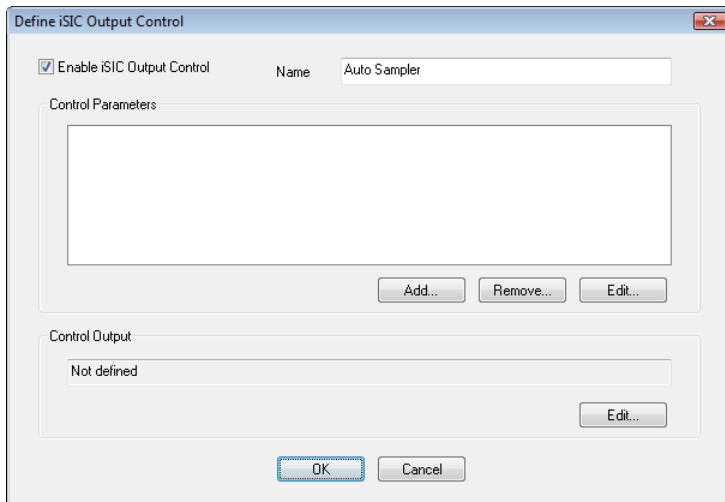 Define iSIC Output Control
Enable iSIC Output Control
Name
Auto Sampler
Control Parameters
Add...
Remove...
Edit...
Control Output
Not defined
Edit...
OK
Cancel